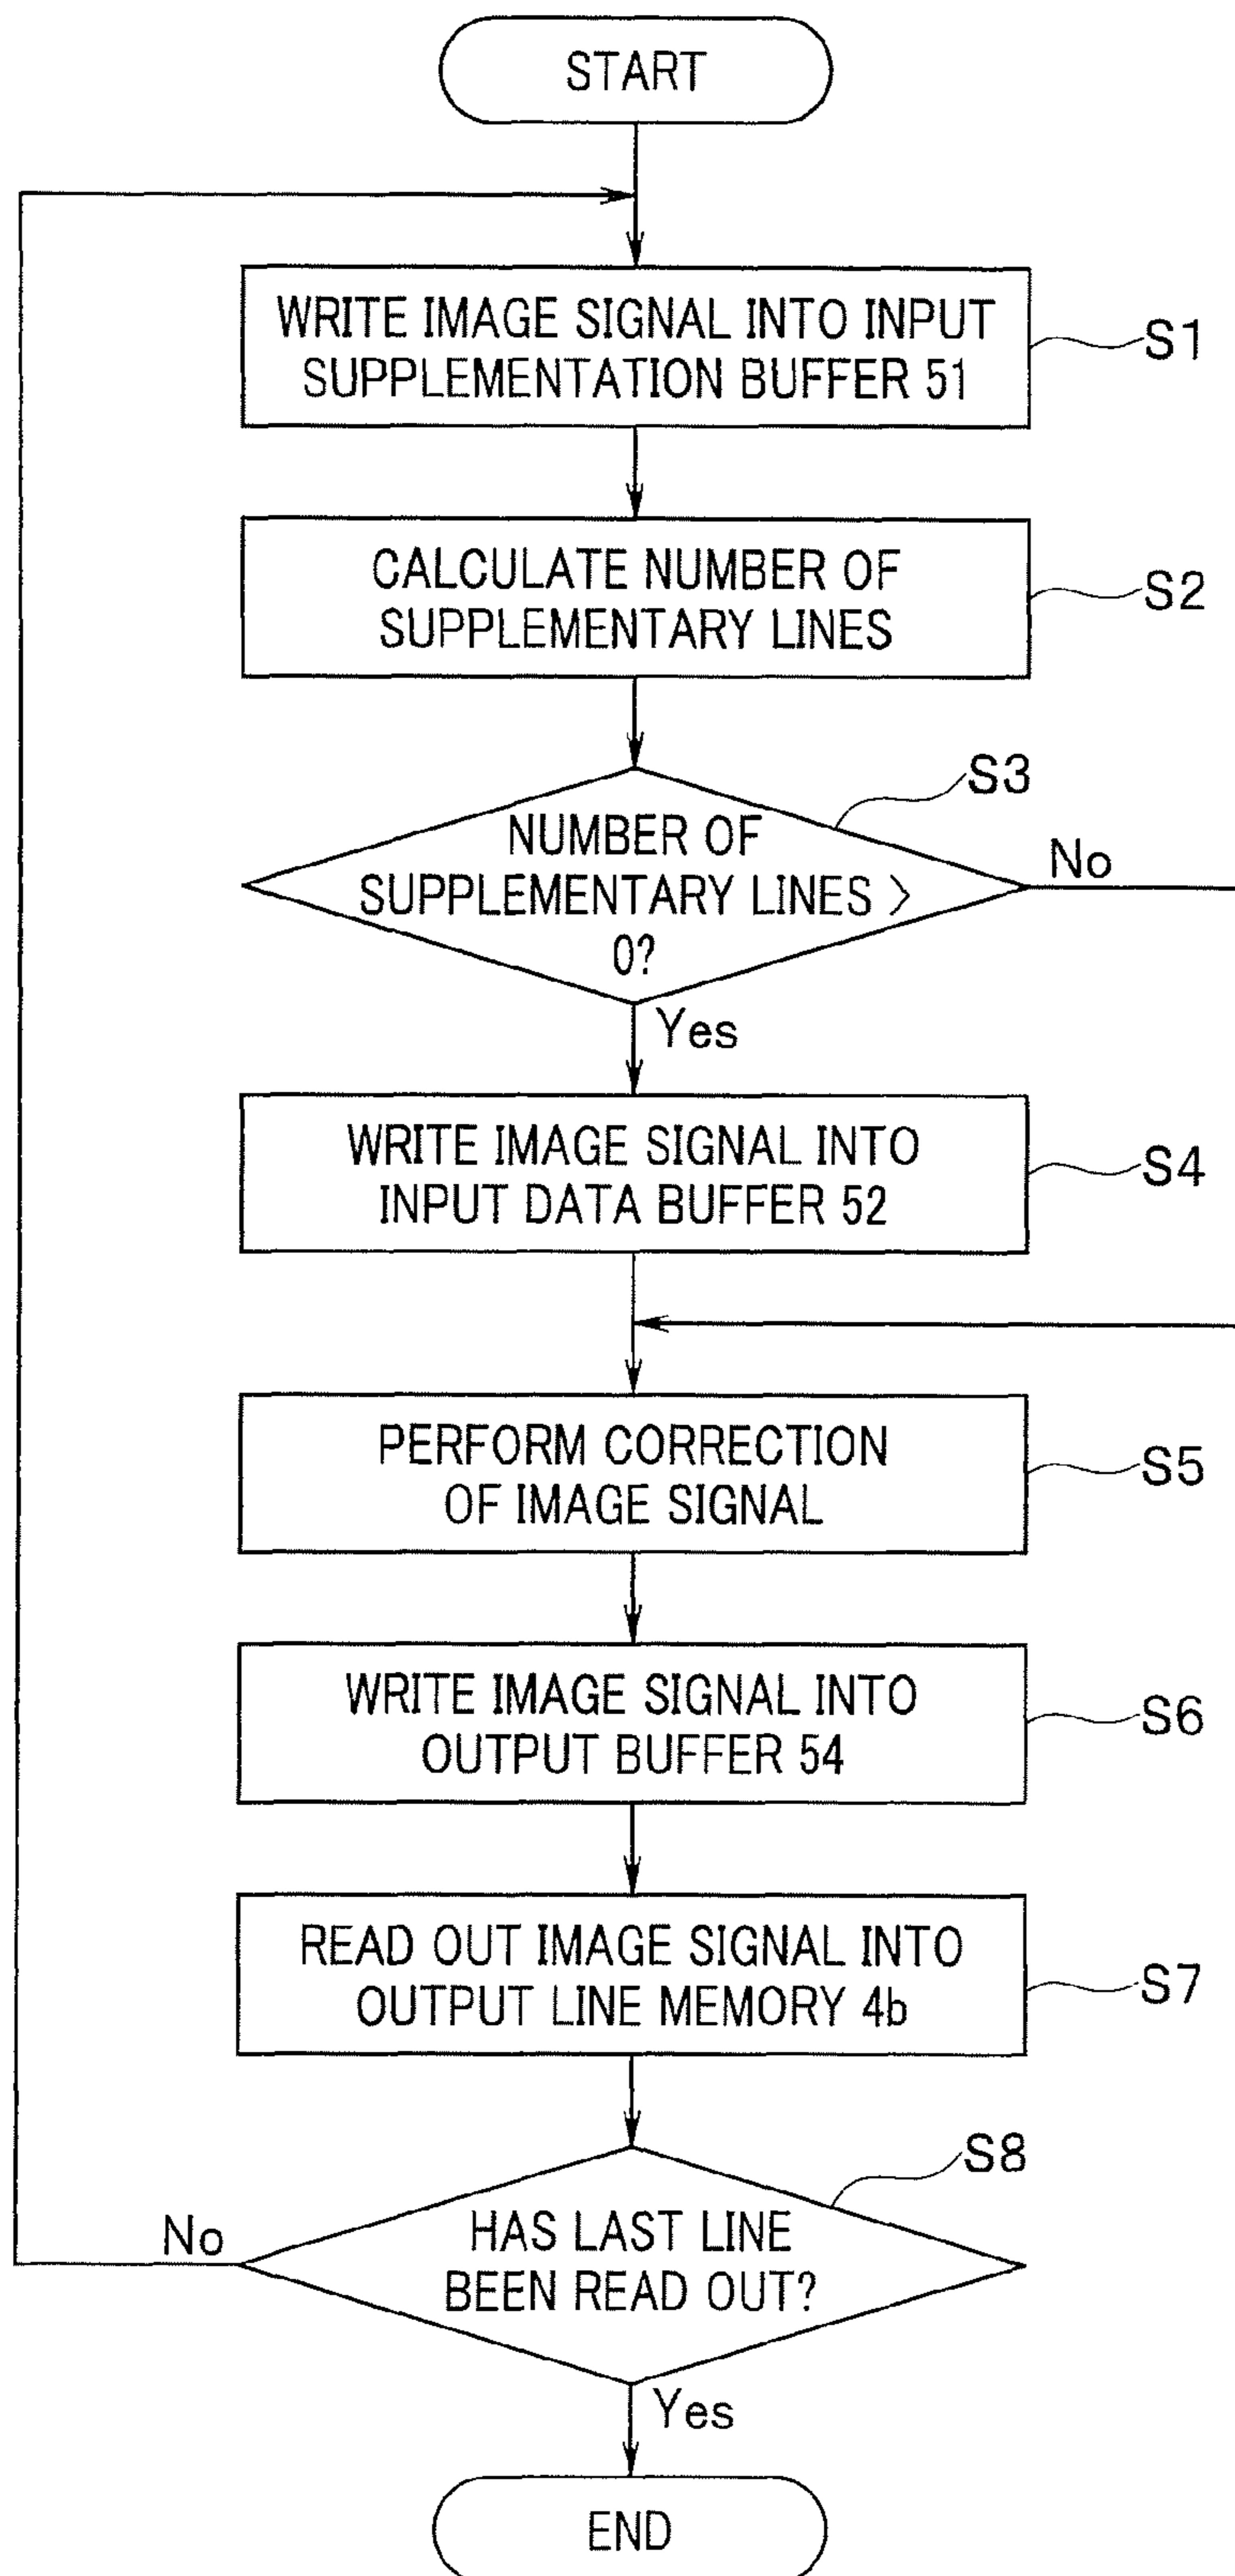 START
WRITE IMAGE SIGNAL INTO INPUT
SUPPLEMENTATION BUFFER 51
S1
CALCULATE NUMBER OF
SUPPLEMENTARY LINES
S2
S3
NUMBER OF
SUPPLEMENTARY LINES >
0?
No
Yes
WRITE IMAGE SIGNAL INTO
INPUT DATA BUFFER 52
S4
PERFORM CORRECTION
OF IMAGE SIGNAL
S5
WRITE IMAGE SIGNAL INTO
OUTPUT BUFFER 54
S6
READ OUT IMAGE SIGNAL INTO
OUTPUT LINE MEMORY 4b
S7
S8
HAS LAST LINE
BEEN READ OUT?
No
Yes
END